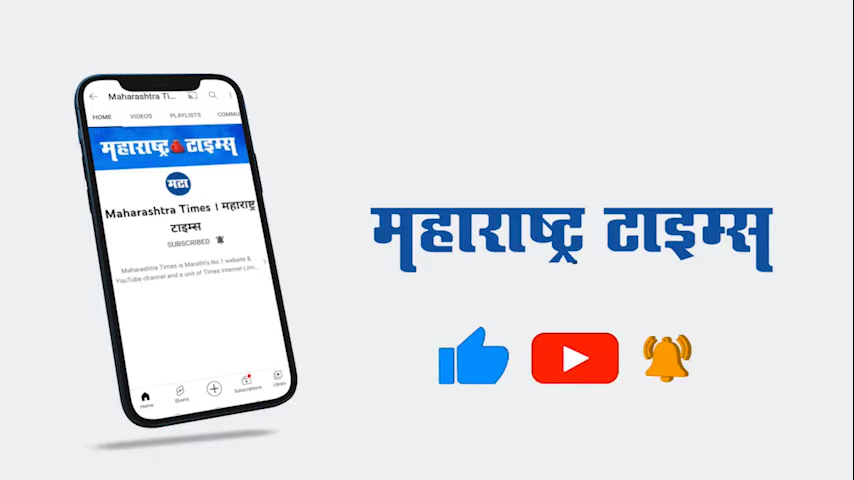 Maharashtra Ti...
HOME VIDEOS PLAYLISTS COMMU
महाराष्ट्र टाइम्स
मटा
Maharashtra Times । महाराष्ट्र
टाइम्स
SUBSCRIBED
Maharashtra Times is Marathi's No.1 website &
YouTube channel and a unit of Times Internet Limi...
Home Shorts Subscriptions Library
महाराष्ट्र टाइम्स